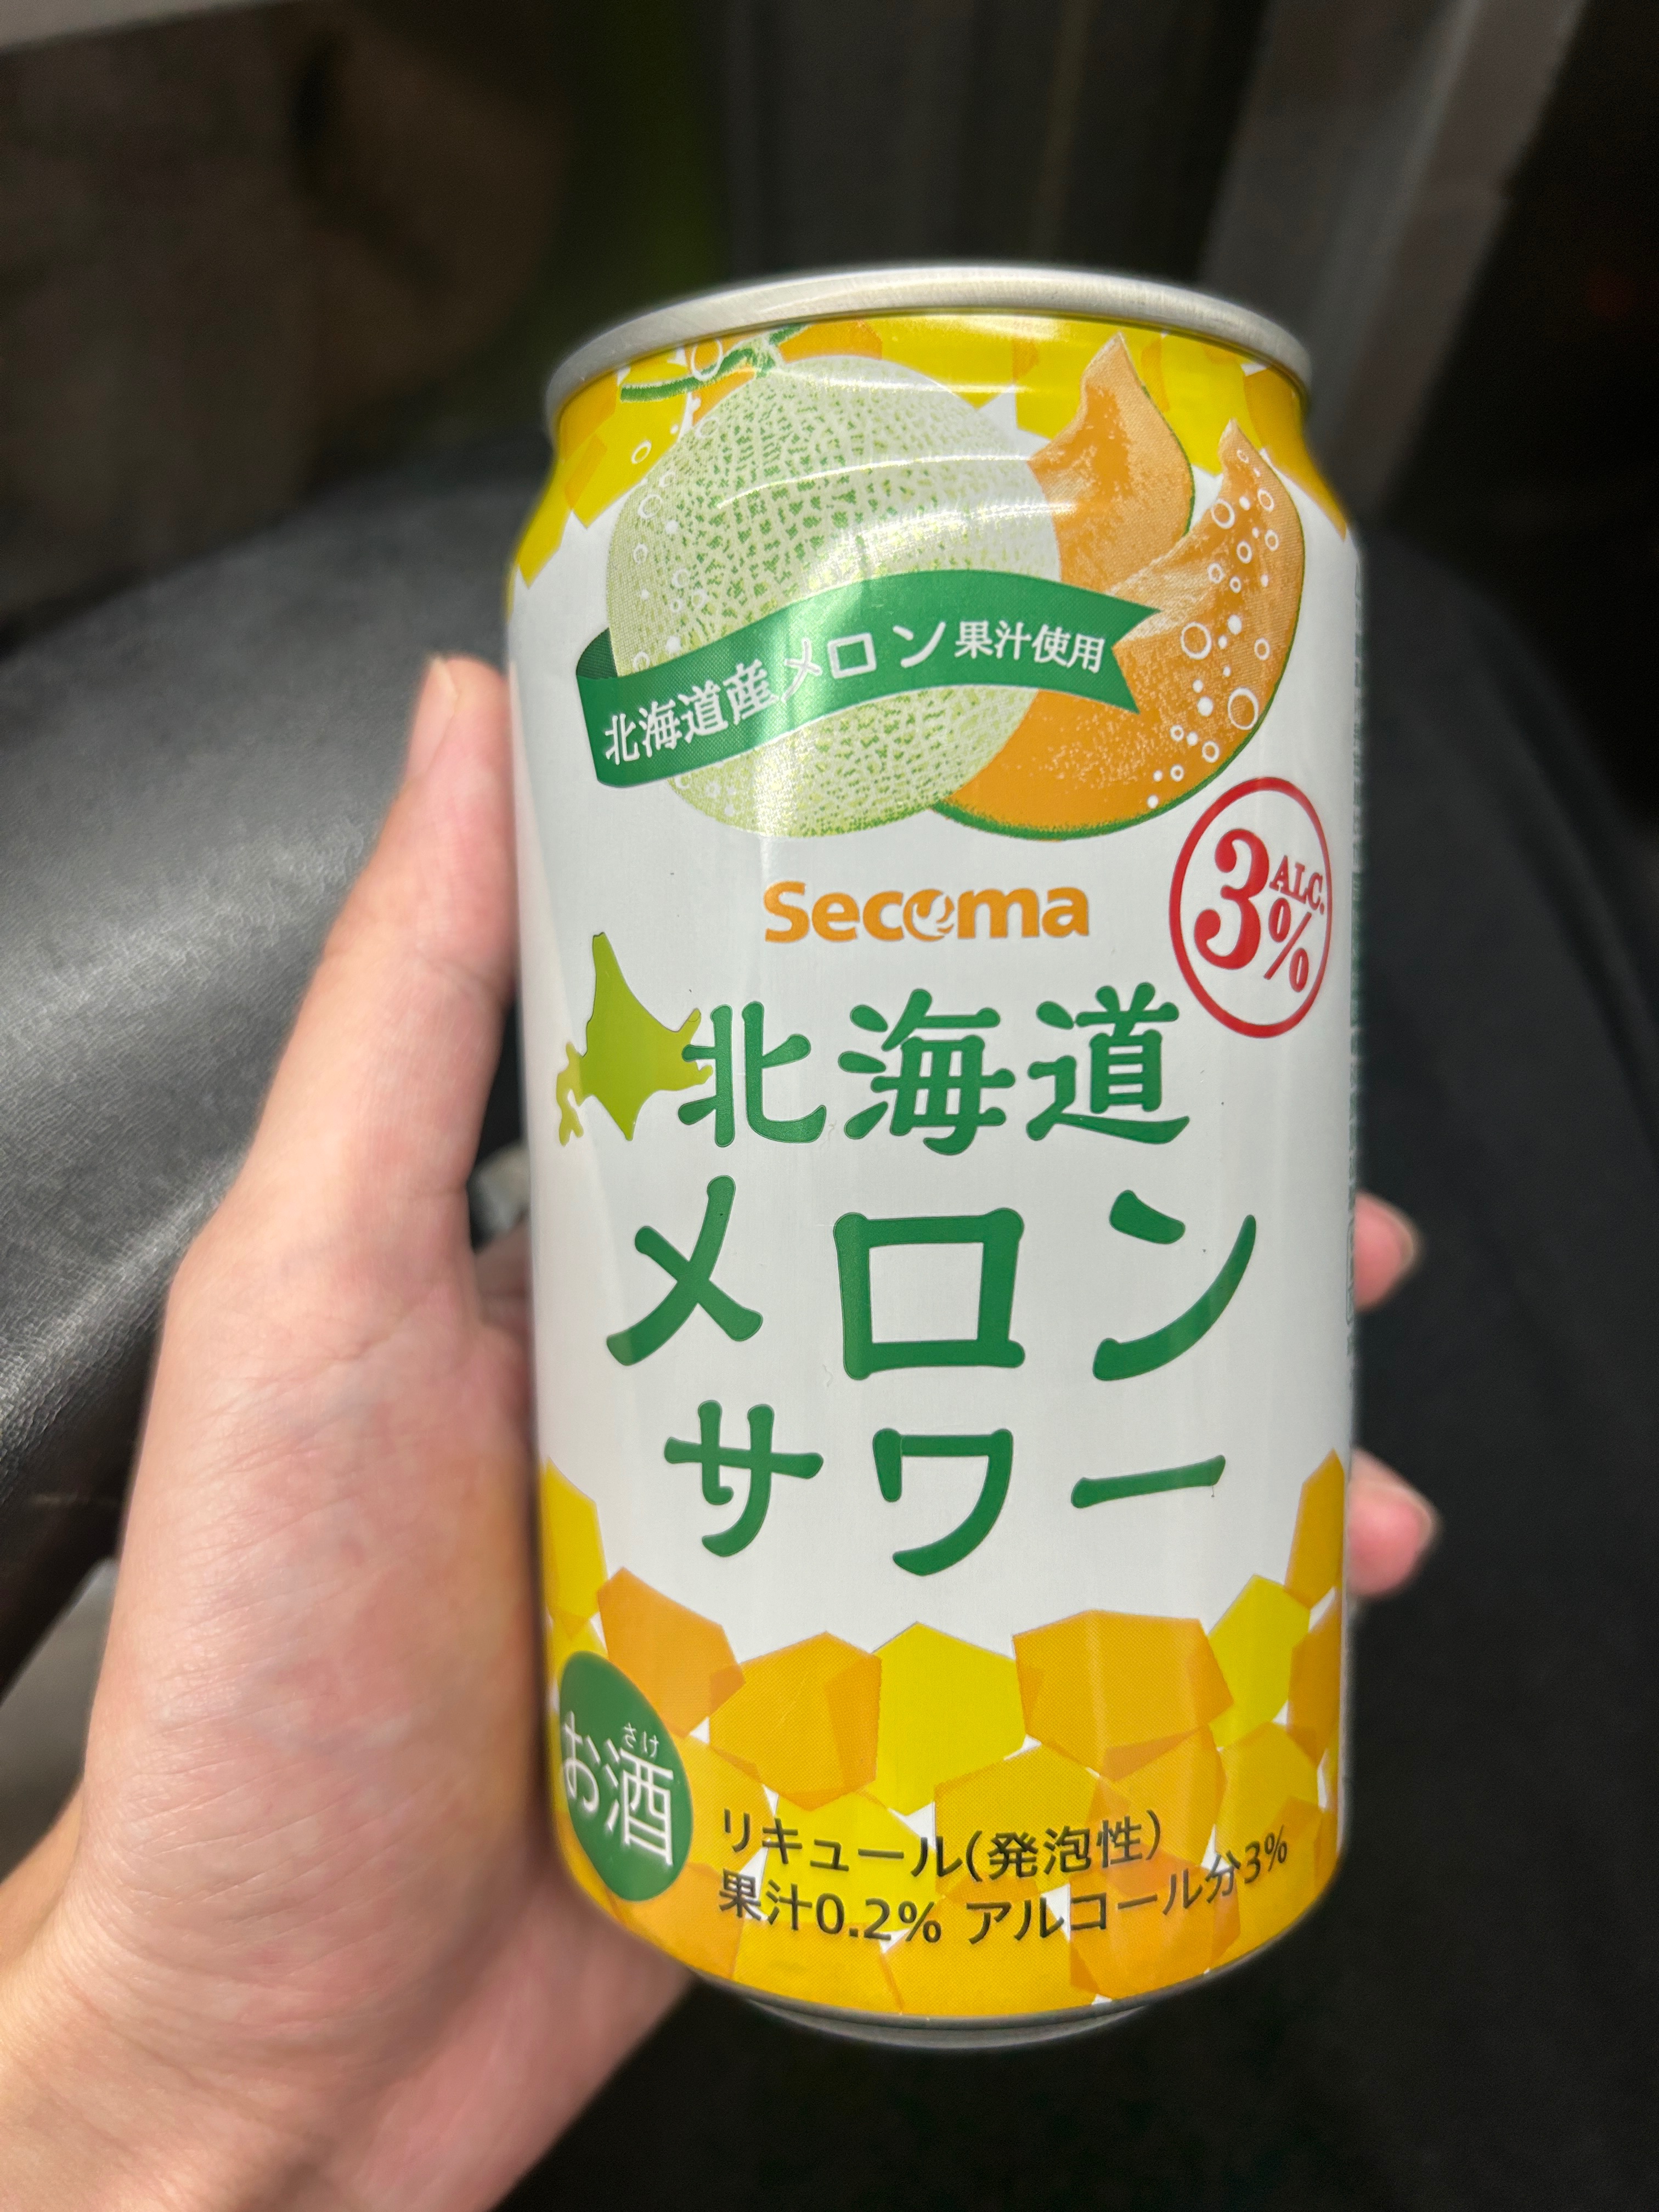 北海道産メロン果汁使用
Secoma
3% ALC.
北海道
メロン
サワー
お酒
さけ
リキュール(発泡性)
果汁0.2% アルコール分3%